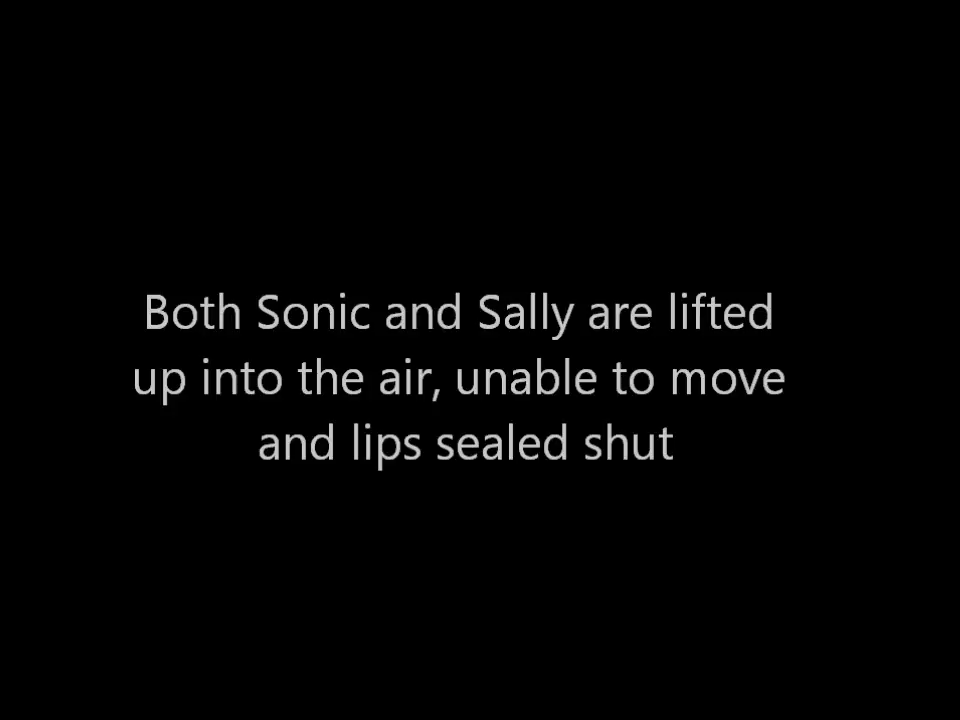 Both Sonic and Sally are lifted
up into the air, unable to move
and lips sealed shut